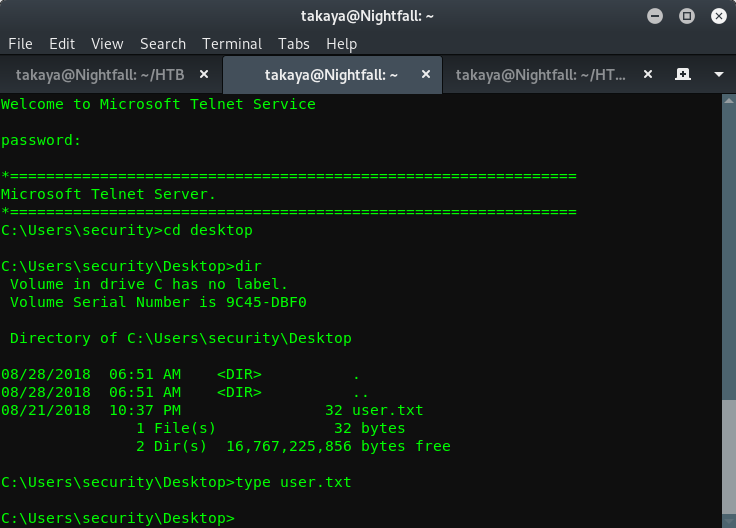 takaya@Nightfall: ~
File Edit View Search Terminal Tabs Help
takaya@Nightfall: ~/HTB × takaya@Nightfall: ~ × takaya@Nightfall: ~/HT... ×
Welcome to Microsoft Telnet Service
password:
*===============================================================
Microsoft Telnet Server.
*===============================================================
C:\Users\security>cd desktop
C:\Users\security\Desktop>dir
 Volume in drive C has no label.
 Volume Serial Number is 9C45-DBF0
 Directory of C:\Users\security\Desktop
08/28/2018  06:51 AM    <DIR>          .
08/28/2018  06:51 AM    <DIR>          ..
08/21/2018  10:37 PM                32 user.txt
               1 File(s)             32 bytes
               2 Dir(s)  16,767,225,856 bytes free
C:\Users\security\Desktop>type user.txt
C:\Users\security\Desktop>